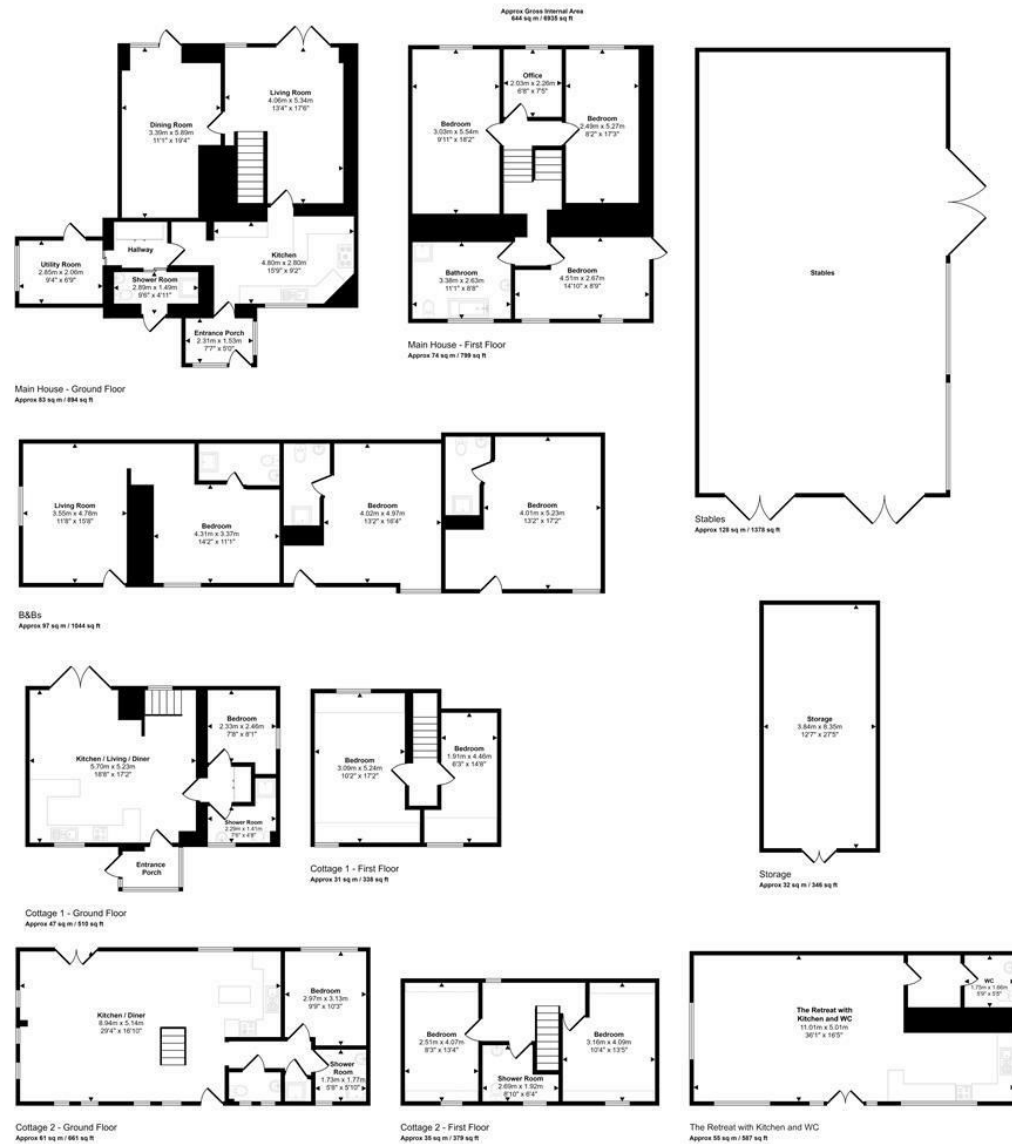 Approx Gross Internal Area
644 sq m / 6935 sq ft
Dining Room
3.39m x 5.89m
11'1" x 19'4"
Living Room
4.06m x 5.34m
13'4" x 17'6"
Hallway
Utility Room
2.85m x 2.06m
9'4" x 6'9"
Shower Room
2.89m x 1.49m
9'6" x 4'11"
Kitchen
4.80m x 2.80m
15'9" x 9'2"
Entrance Porch
2.31m x 1.53m
7'7" x 5'0"
Main House - Ground Floor
Approx 83 sq m / 894 sq ft
Office
2.03m x 2.26m
6'8" x 7'5"
Bedroom
3.03m x 5.54m
9'11" x 18'2"
Bedroom
2.49m x 5.27m
8'2" x 17'3"
Bathroom
3.38m x 2.63m
11'1" x 8'8"
Bedroom
4.51m x 2.67m
14'10" x 8'9"
Main House - First Floor
Approx 74 sq m / 799 sq ft
Stables
Stables
Approx 128 sq m / 1378 sq ft
Living Room
3.55m x 4.78m
11'8" x 15'8"
Bedroom
4.31m x 3.37m
14'2" x 11'1"
Bedroom
4.02m x 4.97m
13'2" x 16'4"
Bedroom
4.01m x 5.23m
13'2" x 17'2"
B&Bs
Approx 97 sq m / 1044 sq ft
Storage
3.84m x 8.35m
12'7" x 27'5"
Storage
Approx 32 sq m / 346 sq ft
Kitchen / Living / Diner
5.70m x 5.23m
18'8" x 17'2"
Bedroom
2.33m x 2.46m
7'8" x 8'1"
Shower Room
2.29m x 1.41m
7'6" x 4'8"
Entrance
Porch
Cottage 1 - Ground Floor
Approx 47 sq m / 510 sq ft
Bedroom
3.09m x 5.24m
10'2" x 17'2"
Bedroom
1.91m x 4.46m
6'3" x 14'8"
Cottage 1 - First Floor
Approx 31 sq m / 338 sq ft
Kitchen / Diner
8.94m x 5.14m
29'4" x 16'10"
Bedroom
2.97m x 3.13m
9'9" x 10'3"
Shower
Room
1.73m x 1.77m
5'8" x 5'10"
Cottage 2 - Ground Floor
Approx 61 sq m / 661 sq ft
Bedroom
2.51m x 4.07m
8'3" x 13'4"
Shower Room
2.69m x 1.92m
8'10" x 6'4"
Bedroom
3.16m x 4.09m
10'4" x 13'5"
Cottage 2 - First Floor
Approx 35 sq m / 379 sq ft
The Retreat with
Kitchen and WC
11.01m x 5.01m
36'1" x 16'5"
WC
1.75m x 1.66m
5'9" x 5'5"
The Retreat with Kitchen and WC
Approx 55 sq m / 587 sq ft